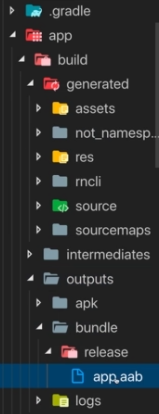 .gradle
app
build
generated
assets
not_namesp...
res
rncli
source
sourcemaps
intermediates
outputs
apk
bundle
release
app.aab
logs